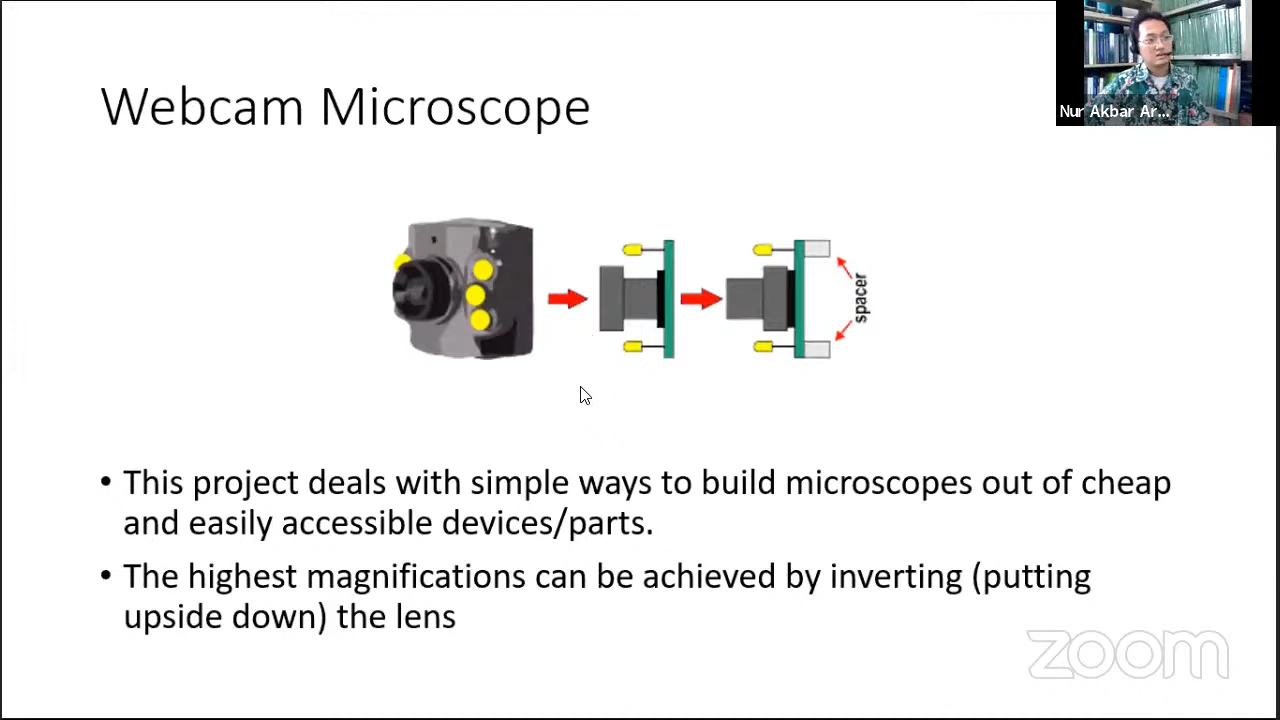 Webcam Microscope
Nur Akbar Ar...
spacer
• This project deals with simple ways to build microscopes out of cheap
and easily accessible devices/parts.
• The highest magnifications can be achieved by inverting (putting
upside down) the lens
zoom